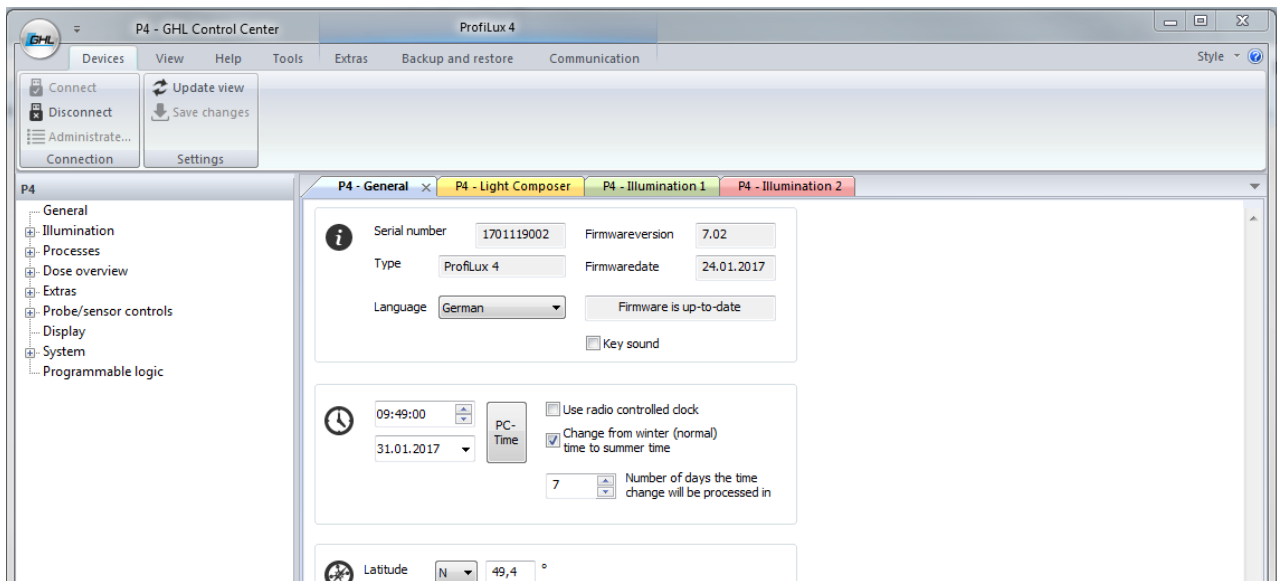 P4 - GHL Control Center
ProfiLux 4
GHL
Devices View Help Tools Extras Backup and restore Communication
Style
Connect
Disconnect
Administrate...
Connection
Update view
Save changes
Settings
P4
General
Illumination
Processes
Dose overview
Extras
Probe/sensor controls
Display
System
Programmable logic
P4 - General P4 - Light Composer P4 - Illumination 1 P4 - Illumination 2
Serial number 1701119002 Firmwareversion 7.02
Type ProfiLux 4 Firmwaredate 24.01.2017
Language German Firmware is up-to-date
Key sound
09:49:00
31.01.2017
PC-
Time
Use radio controlled clock
Change from winter (normal)
time to summer time
7 Number of days the time
change will be processed in
Latitude N 49,4 °